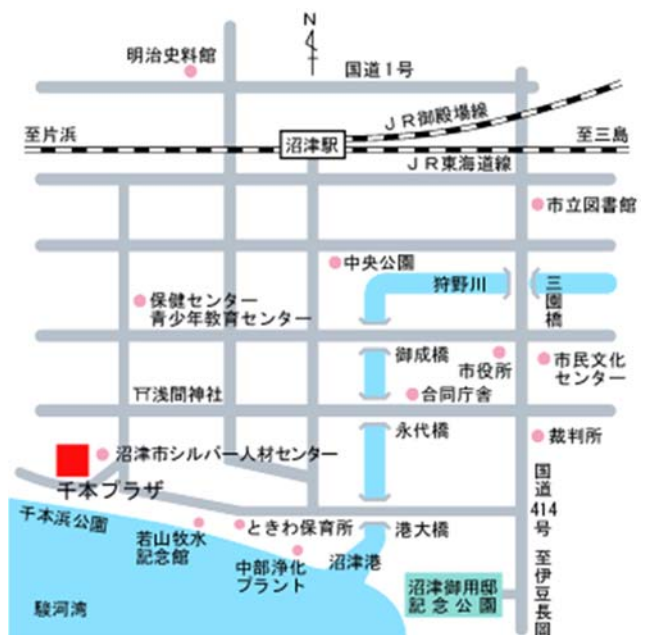 N
明治史料館
国道1号
JR御殿場線
至片浜
沼津駅
至三島
JR東海道線
市立図書館
中央公園
狩野川
三園橋
保健センター
青少年教育センター
御成橋
市役所
市民文化
センター
合同庁舎
浅間神社
永代橋
裁判所
沼津市シルバー人材センター
千本プラザ
国道414号
千本浜公園
ときわ保育所
港大橋
若山牧水
記念館
中部浄化
プラント
沼津港
至伊豆長岡
沼津御用邸
記念公園
駿河湾